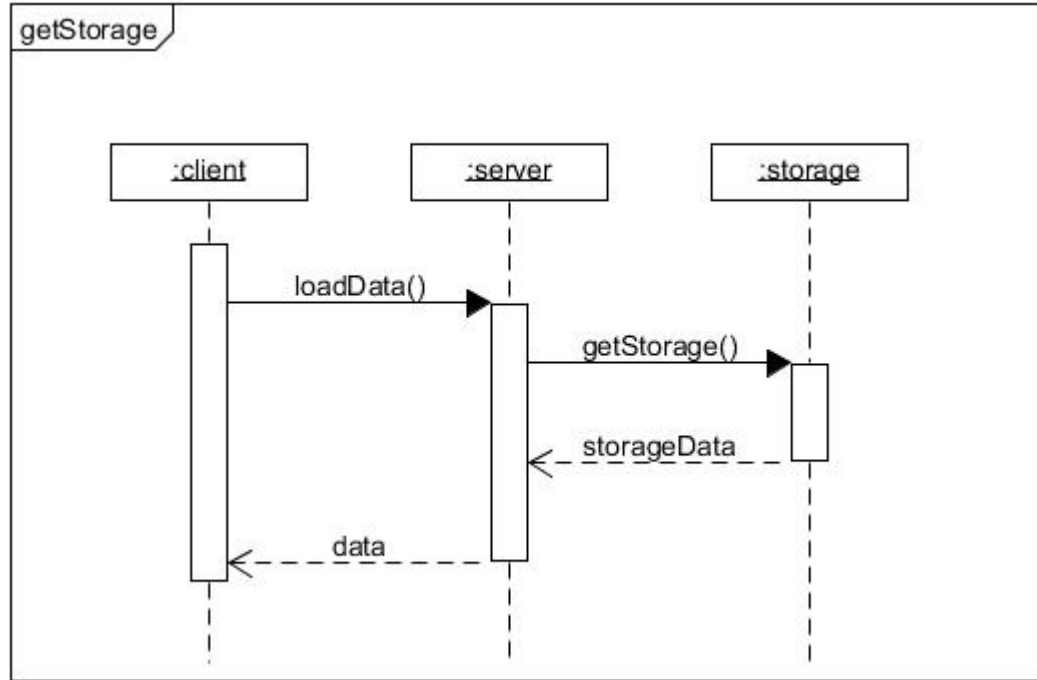 getStorage
:client
:server
:storage
loadData()
getStorage()
storageData
data